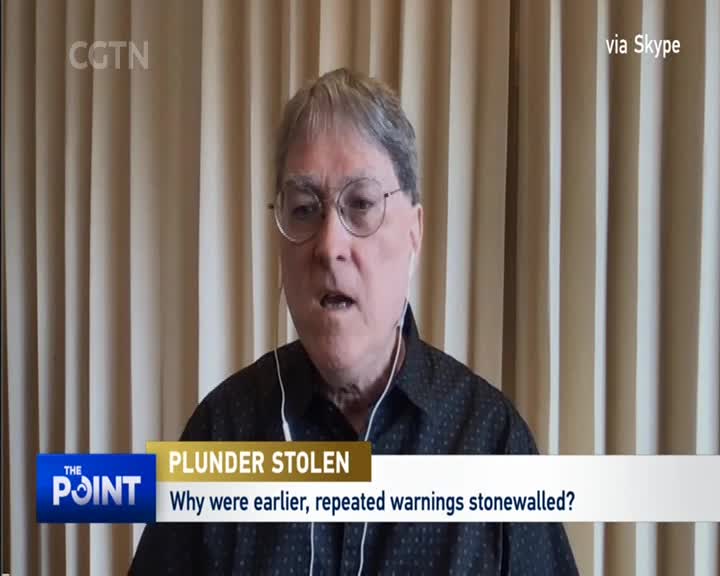 CGTN
via Skype
PLUNDER STOLEN
THE
POINT
Why were earlier, repeated warnings stonewalled?